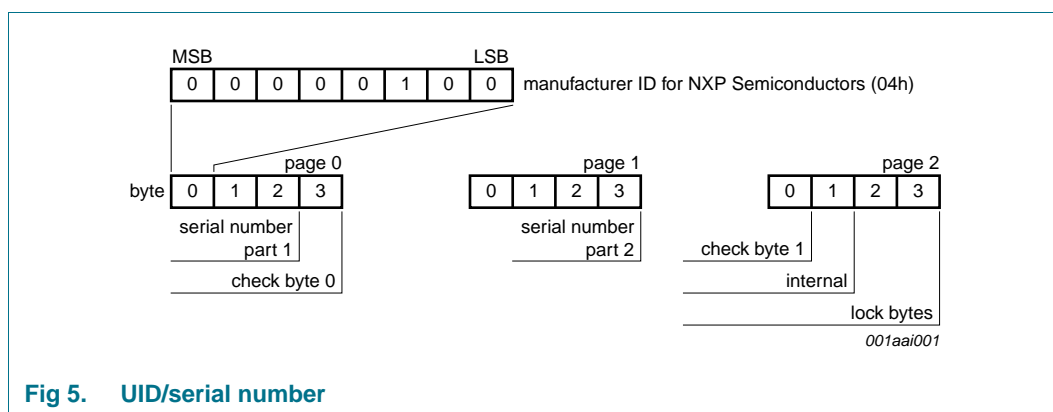 MSB LSB
0 0 0 0 0 1 0 0 manufacturer ID for NXP Semiconductors (04h)
page 0 page 1 page 2
byte 0 1 2 3 0 1 2 3 0 1 2 3
serial number serial number
part 1 part 2 check byte 1
check byte 0 internal
lock bytes
001aai001
Fig 5. UID/serial number